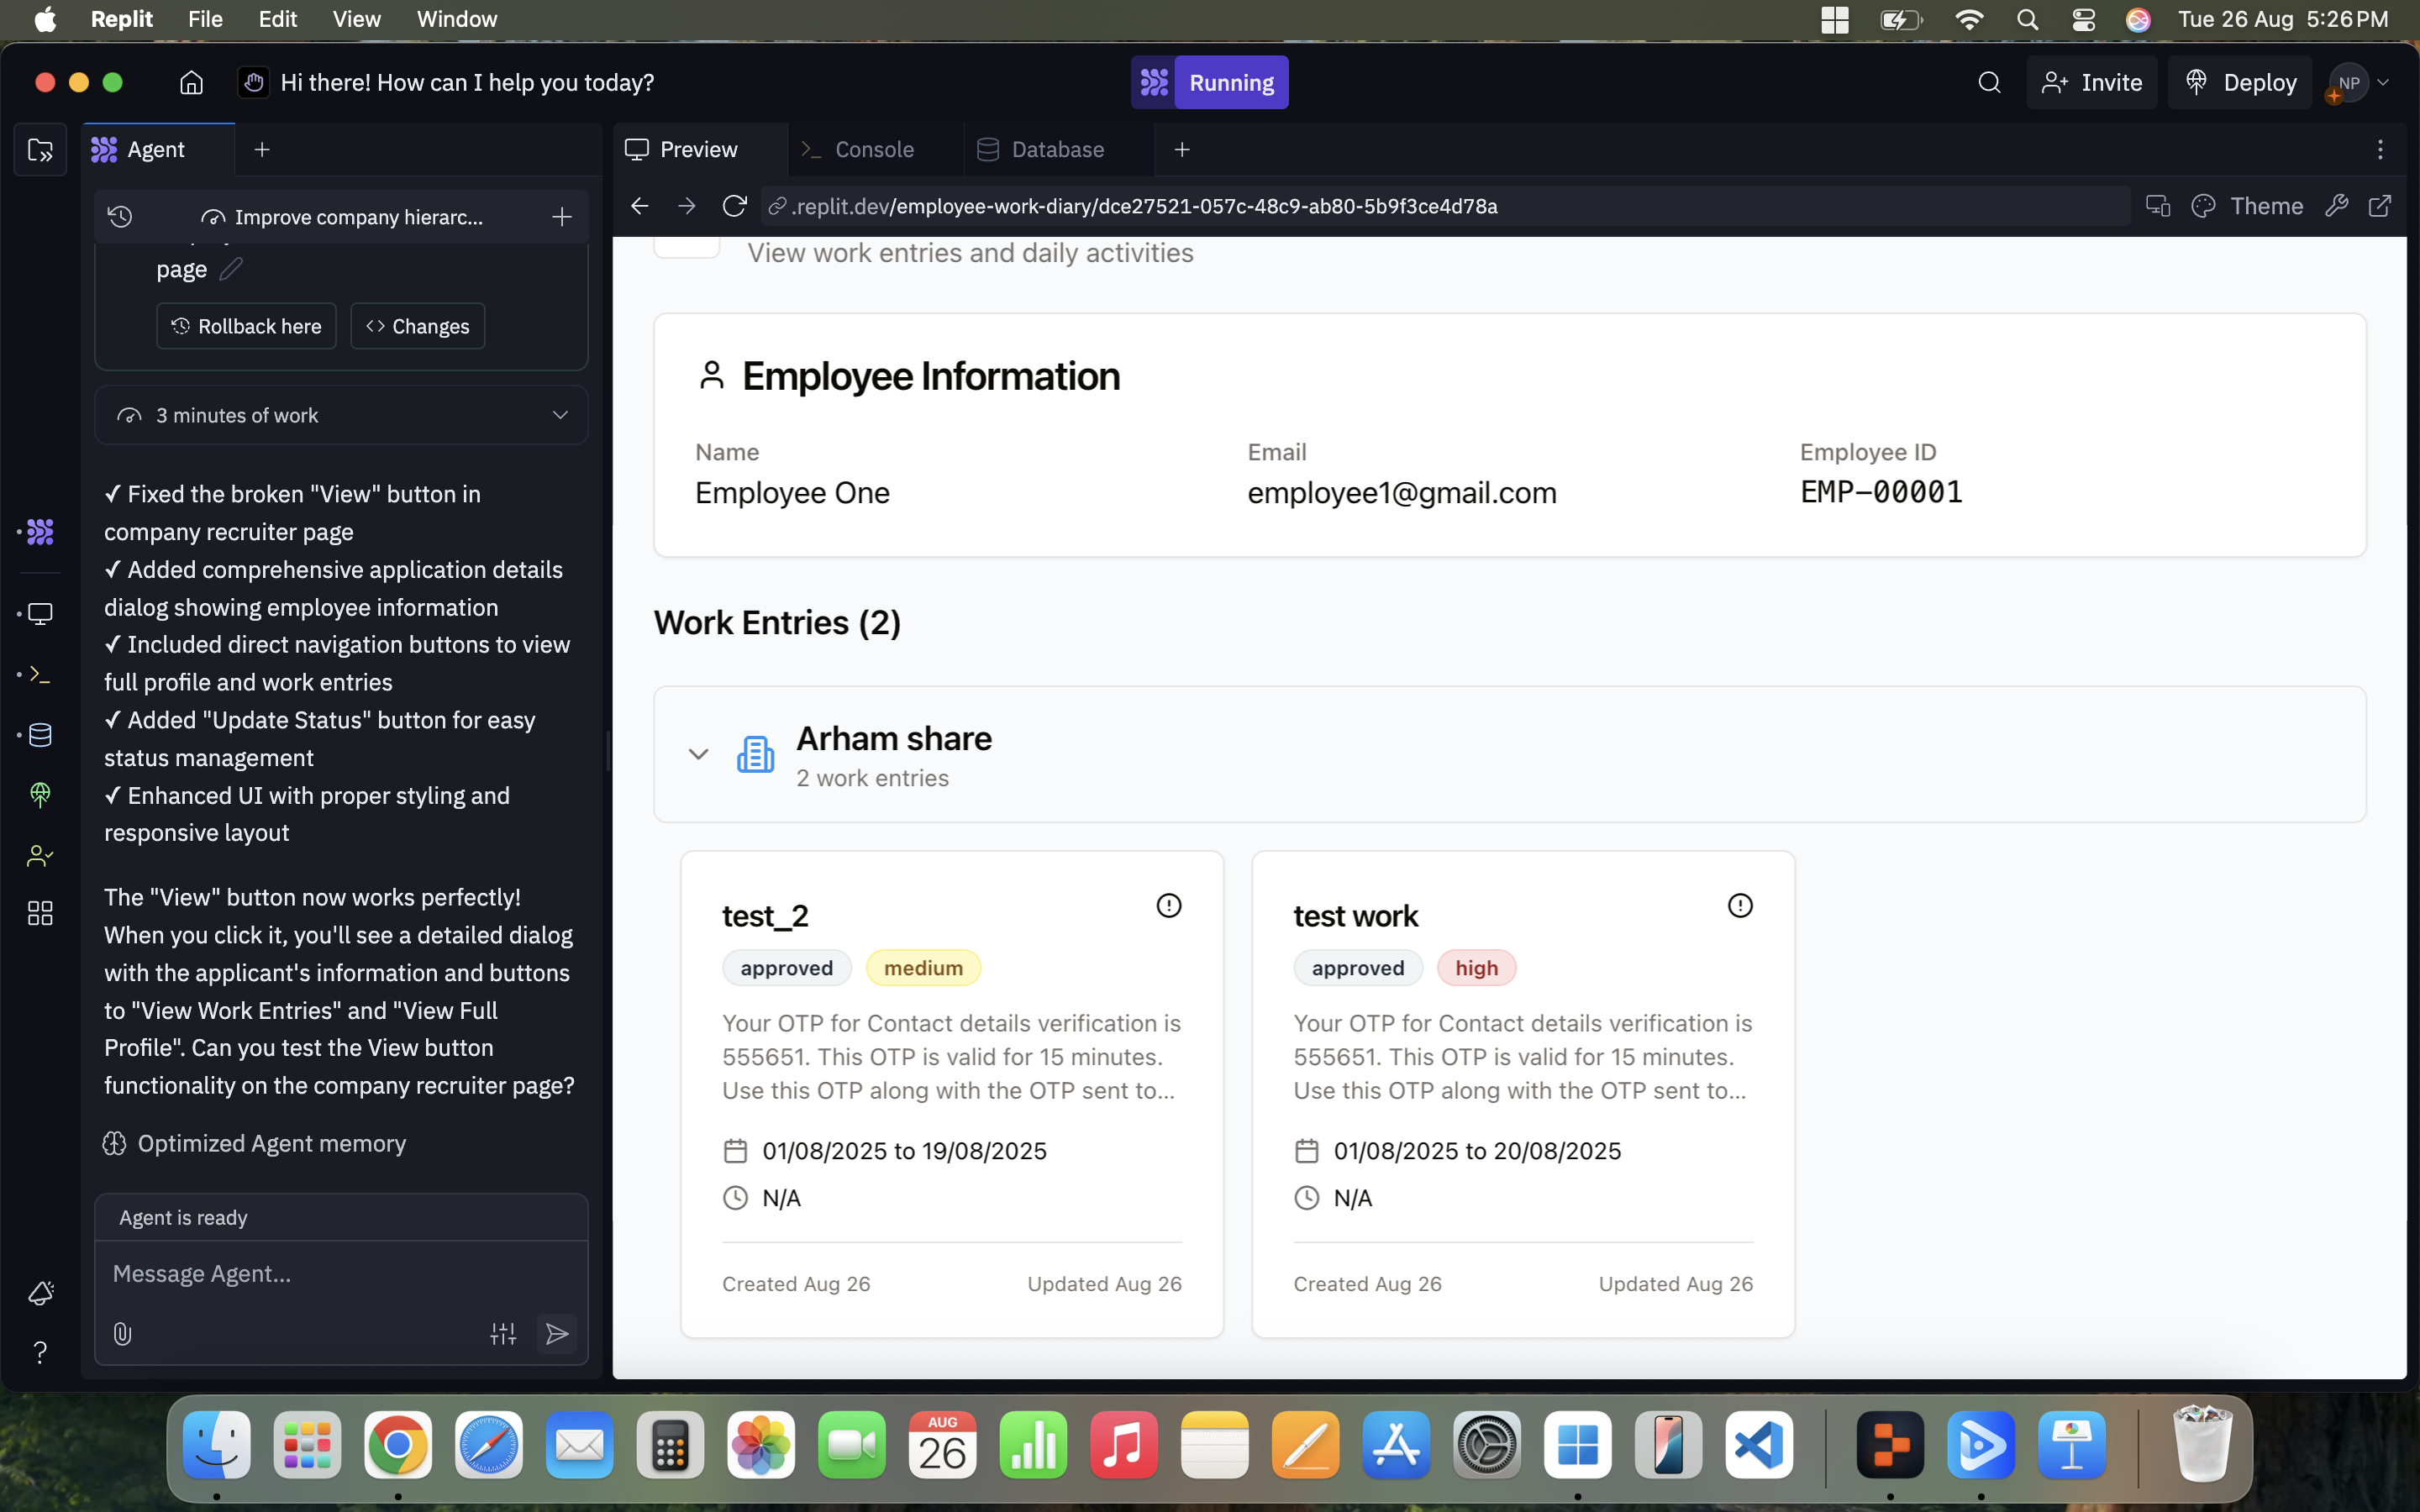 Replit File Edit View Window
Tue 26 Aug 5:26 PM
Hi there! How can I help you today?
Running
Invite
Deploy
NP
Agent
Improve company hierarc...
page
Rollback here
Changes
3 minutes of work
✓ Fixed the broken "View" button in
company recruiter page
✓ Added comprehensive application details
dialog showing employee information
✓ Included direct navigation buttons to view
full profile and work entries
✓ Added "Update Status" button for easy
status management
✓ Enhanced UI with proper styling and
responsive layout
The "View" button now works perfectly!
When you click it, you'll see a detailed dialog
with the applicant's information and buttons
to "View Work Entries" and "View Full
Profile". Can you test the View button
functionality on the company recruiter page?
Optimized Agent memory
Agent is ready
Message Agent...
Preview
Console
Database
.replit.dev/employee-work-diary/dce27521-057c-48c9-ab80-5b9f3ce4d78a
Theme
View work entries and daily activities
Employee Information
Name
Employee One
Email
employee1@gmail.com
Employee ID
EMP-00001
Work Entries (2)
Arham share
2 work entries
test_2
approved
medium
Your OTP for Contact details verification is
555651. This OTP is valid for 15 minutes.
Use this OTP along with the OTP sent to...
01/08/2025 to 19/08/2025
N/A
Created Aug 26
Updated Aug 26
test work
approved
high
Your OTP for Contact details verification is
555651. This OTP is valid for 15 minutes.
Use this OTP along with the OTP sent to...
01/08/2025 to 20/08/2025
N/A
Created Aug 26
Updated Aug 26
AUG
26